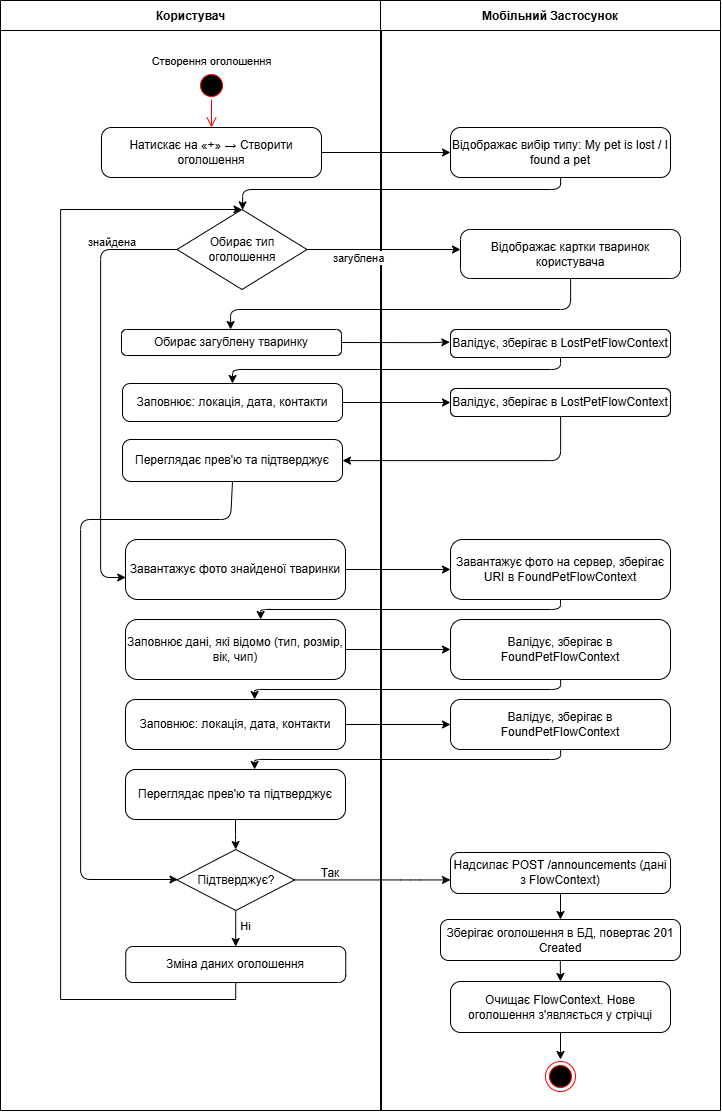 Користувач
Мобільний Застосунок
Створення оголошення
Натискає на «+» → Створити
оголошення
Відображає вибір типу: My pet is lost / I
found a pet
знайдена
Обирає тип
оголошення
загублена
Відображає картки тваринок
користувача
Обирає загублену тваринку
Валідує, зберігає в LostPetFlowContext
Заповнює: локація, дата, контакти
Валідує, зберігає в LostPetFlowContext
Переглядає прев'ю та підтверджує
Завантажує фото знайденої тваринки
Завантажує фото на сервер, зберігає
URI в FoundPetFlowContext
Заповнює дані, які відомо (тип, розмір,
вік, чип)
Валідує, зберігає в
FoundPetFlowContext
Заповнює: локація, дата, контакти
Валідує, зберігає в
FoundPetFlowContext
Переглядає прев'ю та підтверджує
Підтверджує?
Так
Надсилає POST /announcements (дані
з FlowContext)
Ні
Зберігає оголошення в БД, повертає 201
Created
Зміна даних оголошення
Очищає FlowContext. Нове
оголошення з'являється у стрічці